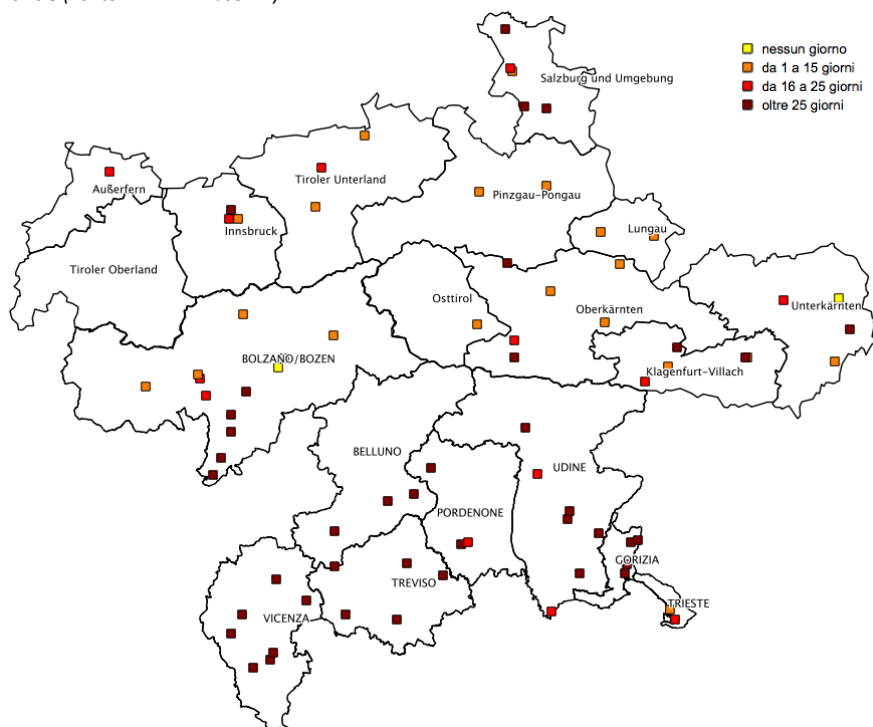 nessun giorno
da 1 a 15 giorni
da 16 a 25 giorni
oltre 25 giorni
Salzburg und Umgebung
Außerfern
Tiroler Unterland
Pinzgau-Pongau
Innsbruck
Lungau
Tiroler Oberland
Osttirol
Unterkärnten
Oberkärnten
BOLZANO/BOZEN
Klagenfurt-Villach
BELLUNO
UDINE
PORDENONE
GORIZIA
TREVISO
TRIESTE
VICENZA